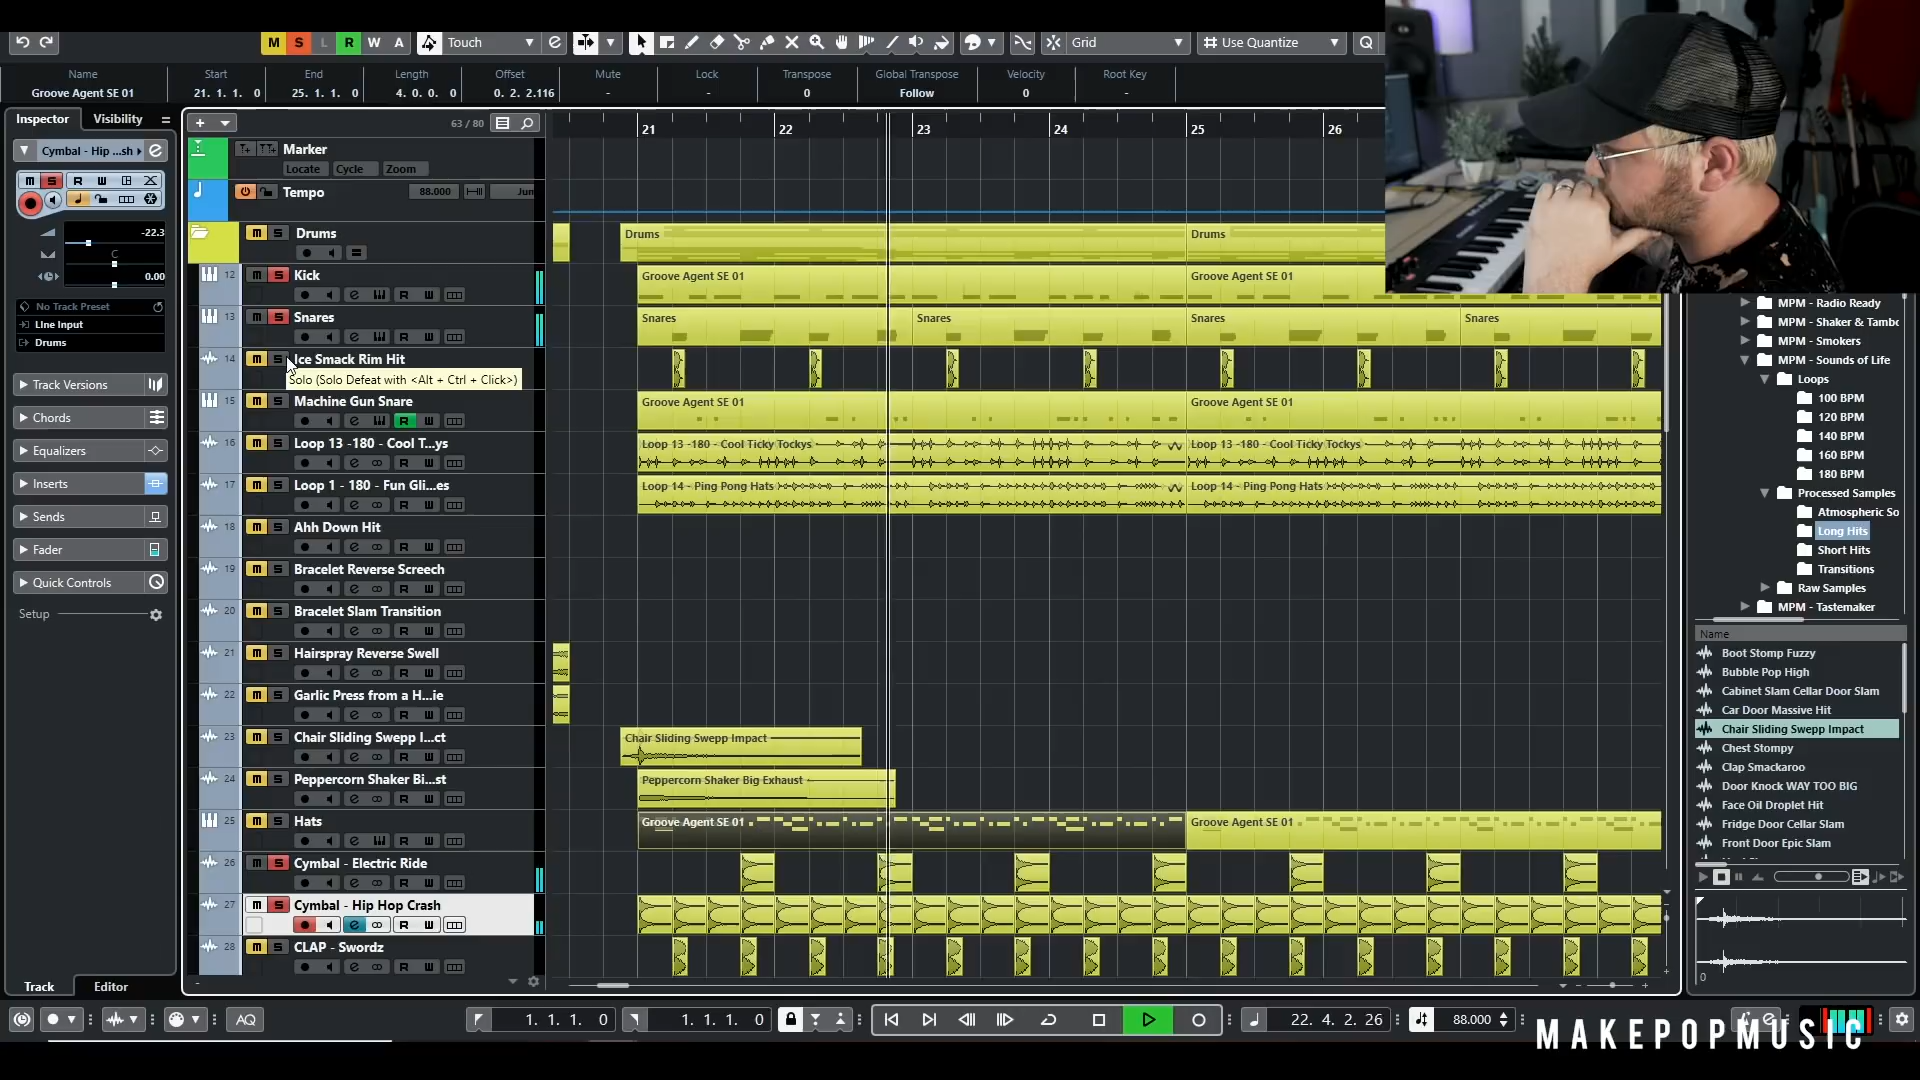 M S L R W A Touch Grid Use Quantize
Name Start End Length Offset Mute Lock Transpose Global Transpose Velocity Root Key
Groove Agent SE 01 21. 1. 1. 0 25. 1. 1. 0 4. 0. 0. 0 0. 2. 2.116 - - 0 Follow 0 -
Inspector Visibility
63 / 80
21 22 23 24 25 26
Cymbal - Hip ...sh
M S R W
-22.3
C
0.00
No Track Preset
Line Input
Drums
Track Versions
Chords
Equalizers
Inserts
Sends
Fader
Quick Controls
Setup
Track Editor
Marker
Locate Cycle Zoom
Tempo 88.000 Jum
m S Drums
Drums Drums
12 m S Kick
R W
Groove Agent SE 01 Groove Agent SE 01
13 m S Snares
R W
Snares Snares Snares Snares
14 m S Ice Smack Rim Hit
Solo (Solo Defeat with <Alt + Ctrl + Click>)
15 m S Machine Gun Snare
R W
Groove Agent SE 01 Groove Agent SE 01
16 m S Loop 13 -180 - Cool T...ys
R W
Loop 13 -180 - Cool Ticky Tockys Loop 13 -180 - Cool Ticky Tockys
17 m S Loop 1 - 180 - Fun Gli...es
R W
Loop 14 - Ping Pong Hats Loop 14 - Ping Pong Hats
18 m S Ahh Down Hit
R W
19 m S Bracelet Reverse Screech
R W
20 m S Bracelet Slam Transition
R W
21 m S Hairspray Reverse Swell
R W
22 m S Garlic Press from a H...ie
R W
23 m S Chair Sliding Swepp I...ct
R W
Chair Sliding Swepp Impact
24 m S Peppercorn Shaker Bi...st
R W
Peppercorn Shaker Big Exhaust
25 m S Hats
R W
Groove Agent SE 01 Groove Agent SE 01
26 m S Cymbal - Electric Ride
R W
27 m S Cymbal - Hip Hop Crash
R W
28 m S CLAP - Swordz
R W
MPM - Radio Ready
MPM - Shaker & Tambo
MPM - Smokers
MPM - Sounds of Life
Loops
100 BPM
120 BPM
140 BPM
160 BPM
180 BPM
Processed Samples
Atmospheric So
Long Hits
Short Hits
Transitions
Raw Samples
MPM - Tastemaker
Name
Boot Stomp Fuzzy
Bubble Pop High
Cabinet Slam Cellar Door Slam
Car Door Massive Hit
Chair Sliding Swepp Impact
Chest Stompy
Clap Smackaroo
Door Knock WAY TOO BIG
Face Oil Droplet Hit
Fridge Door Cellar Slam
Front Door Epic Slam
0
AQ 1. 1. 1. 0 1. 1. 1. 0 22. 4. 2. 26 88.000
MAKEPOPMUSIC